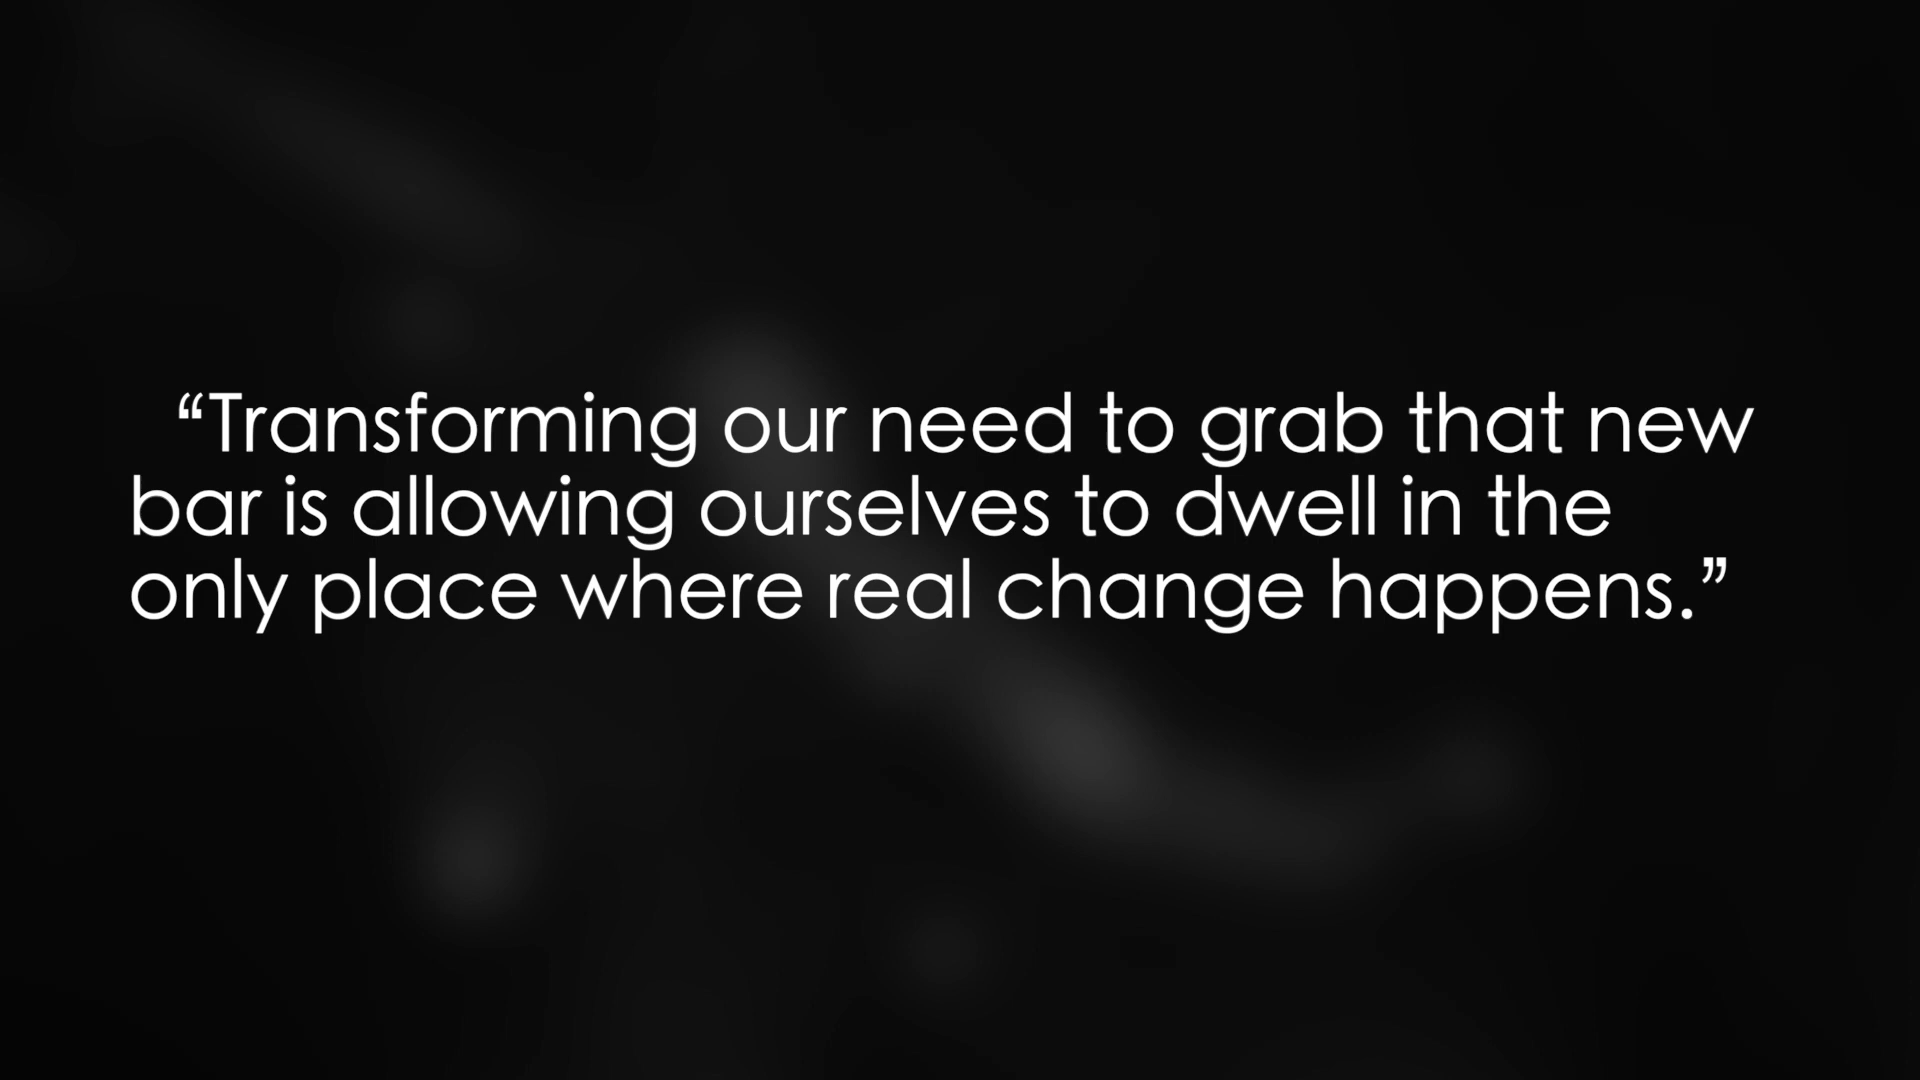 “Transforming our need to grab that new
bar is allowing ourselves to dwell in the
only place where real change happens.”